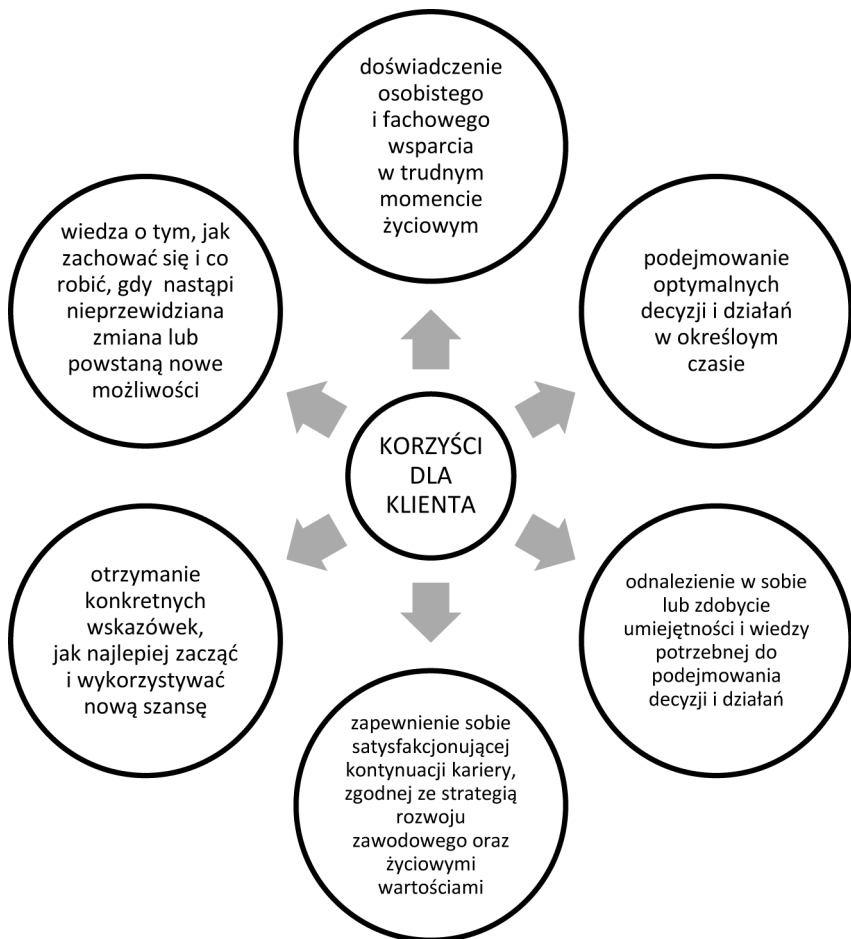 doświadczenie
osobistego
i fachowego
wsparcia
w trudnym
momencie
życiowym
wiedza o tym, jak
zachować się i co
robić, gdy nastąpi
nieprzewidziana
zmiana lub
powstaną nowe
możliwości
podejmowanie
optymalnych
decyzji i działań
w określoym
czasie
KORZYŚCI
DLA
KLIENTA
otrzymanie
konkretnych
wskazówek,
jak najlepiej zacząć
i wykorzystywać
nową szansę
odnalezienie w sobie
lub zdobycie
umiejętności i wiedzy
potrzebnej do
podejmowania
decyzji i działań
zapewnienie sobie
satysfakcjonującej
kontynuacji kariery,
zgodnej ze strategią
rozwoju
zawodowego oraz
życiowymi
wartościami